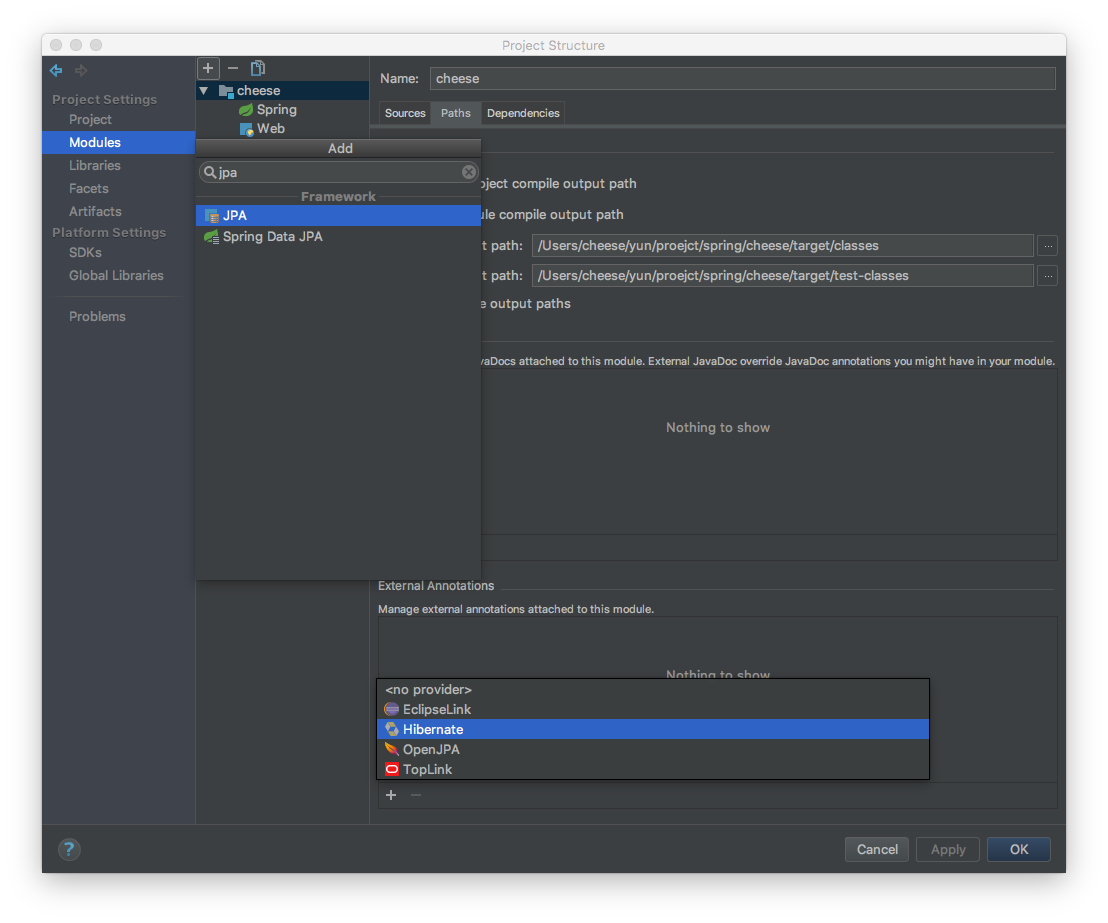 Project Structure
Project Settings
Project
Modules
Libraries
Facets
Artifacts
Platform Settings
SDKs
Global Libraries
Problems
cheese
Spring
Web
Add
jpa
Framework
JPA
Spring Data JPA
Name: cheese
Sources Paths Dependencies
oject compile output path
ule compile output path
t path: /Users/cheese/yun/proejct/spring/cheese/target/classes ...
t path: /Users/cheese/yun/proejct/spring/cheese/target/test-classes ...
e output paths
vaDocs attached to this module. External JavaDoc override JavaDoc annotations you might have in your module.
Nothing to show
External Annotations
Manage external annotations attached to this module.
Nothing to show
<no provider>
EclipseLink
Hibernate
OpenJPA
TopLink
? Cancel Apply OK